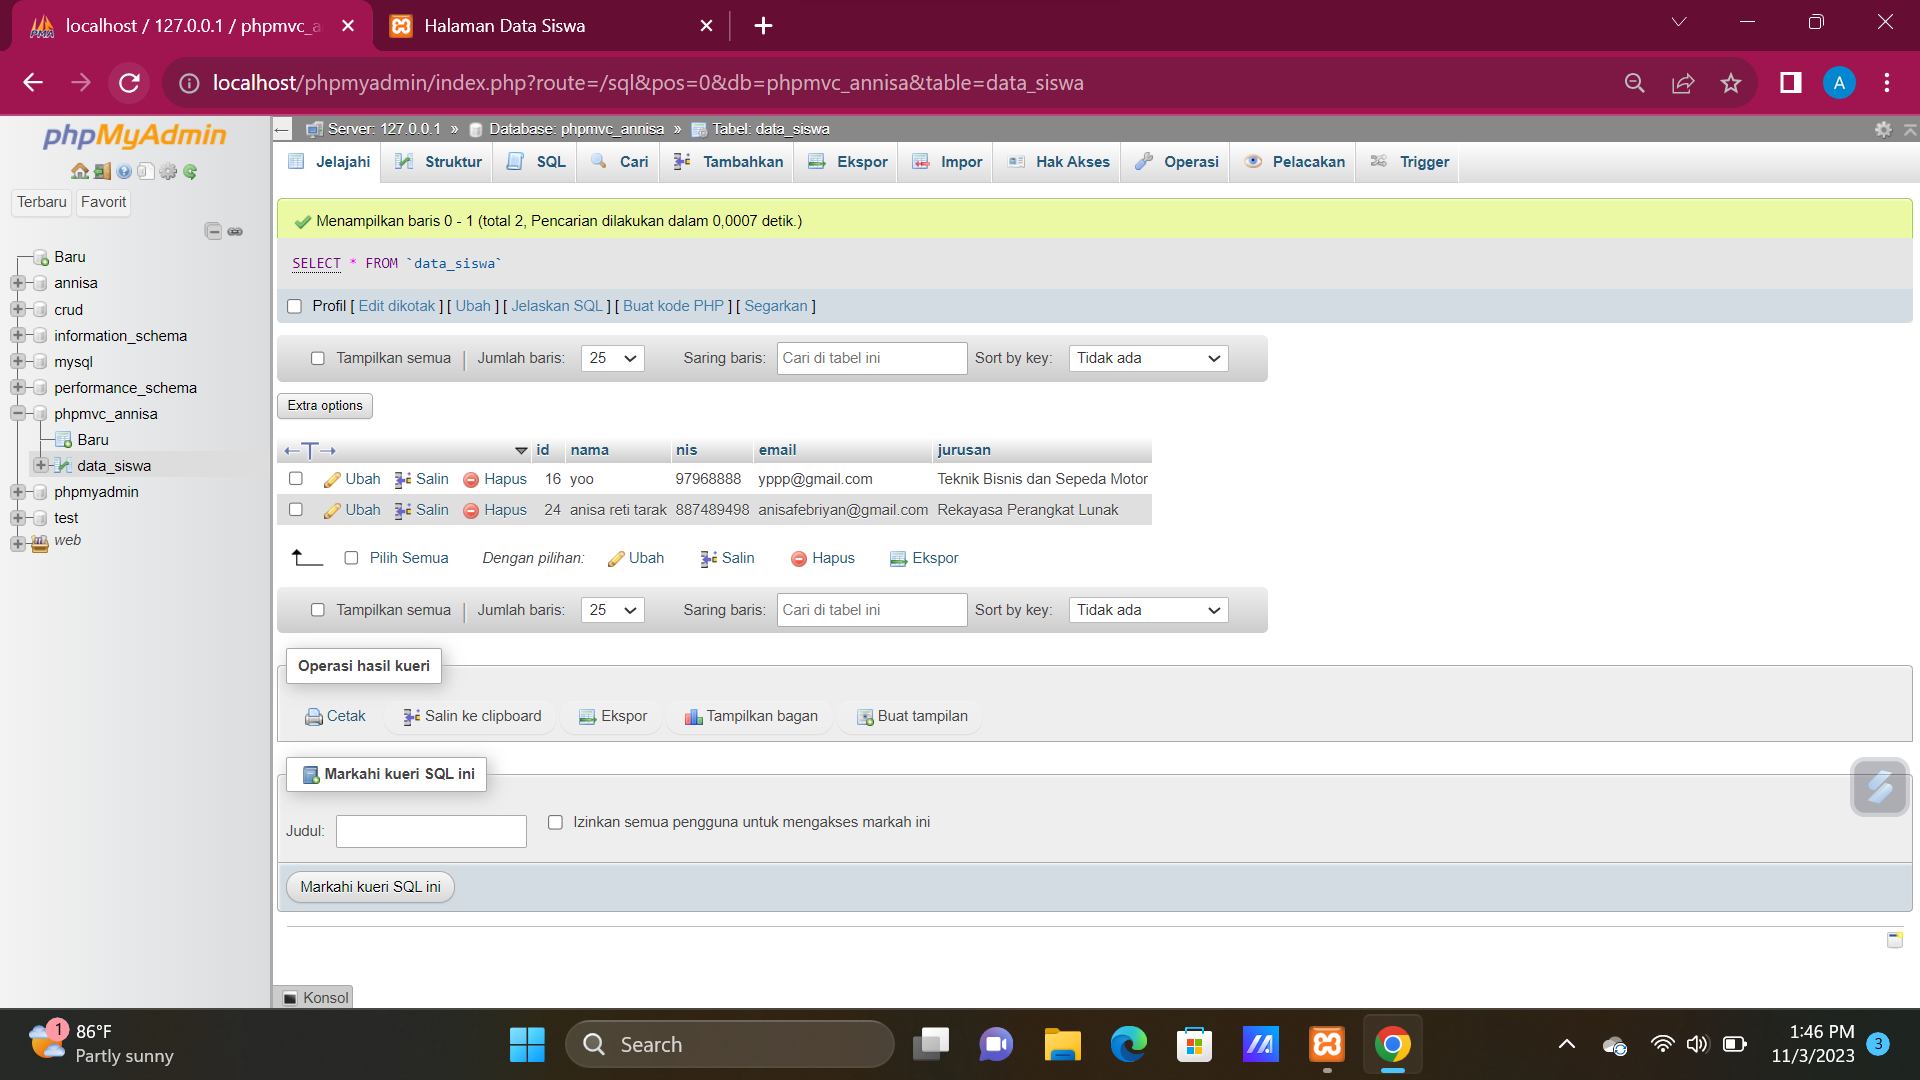 localhost / 127.0.0.1 / phpmvc_a
Halaman Data Siswa
localhost/phpmyadmin/index.php?route=/sql&pos=0&db=phpmvc_annisa&table=data_siswa
A
phpMyAdmin
Server: 127.0.0.1 » Database: phpmvc_annisa » Tabel: data_siswa
Jelajahi Struktur SQL Cari Tambahkan Ekspor Impor Hak Akses Operasi Pelacakan Trigger
Terbaru Favorit
Baru
annisa
crud
information_schema
mysql
performance_schema
phpmvc_annisa
Baru
data_siswa
phpmyadmin
test
web
Menampilkan baris 0 - 1 (total 2, Pencarian dilakukan dalam 0,0007 detik.)
SELECT * FROM `data_siswa`
Profil [ Edit dikotak ] [ Ubah ] [ Jelaskan SQL ] [ Buat kode PHP ] [ Segarkan ]
Tampilkan semua | Jumlah baris: 25 Saring baris: Cari di tabel ini Sort by key: Tidak ada
Extra options
←T→ id nama nis email jurusan
Ubah Salin Hapus 16 yoo 97968888 yppp@gmail.com Teknik Bisnis dan Sepeda Motor
Ubah Salin Hapus 24 anisa reti tarak 887489498 anisafebriyan@gmail.com Rekayasa Perangkat Lunak
Pilih Semua Dengan pilihan: Ubah Salin Hapus Ekspor
Tampilkan semua | Jumlah baris: 25 Saring baris: Cari di tabel ini Sort by key: Tidak ada
Operasi hasil kueri
Cetak Salin ke clipboard Ekspor Tampilkan bagan Buat tampilan
Markahi kueri SQL ini
Judul: Izinkan semua pengguna untuk mengakses markah ini
Markahi kueri SQL ini
Konsol
1 86°F
Partly sunny
Search
1:46 PM
11/3/2023
3